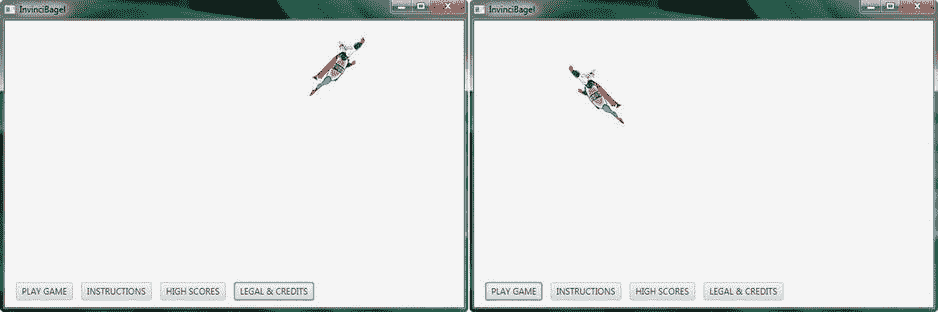 InvinciBagel
PLAY GAME INSTRUCTIONS HIGH SCORES LEGAL & CREDITS
InvinciBagel
PLAY GAME INSTRUCTIONS HIGH SCORES LEGAL & CREDITS